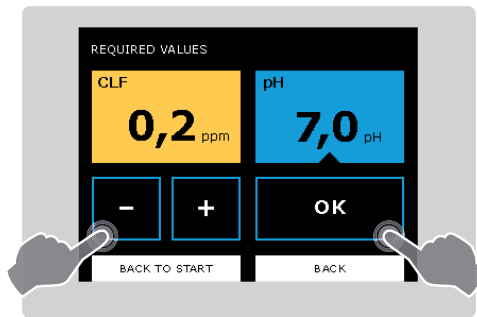 REQUIRED VALUES
CLF
0,2 ppm
pH
7,0 pH
- + OK
BACK TO START
BACK